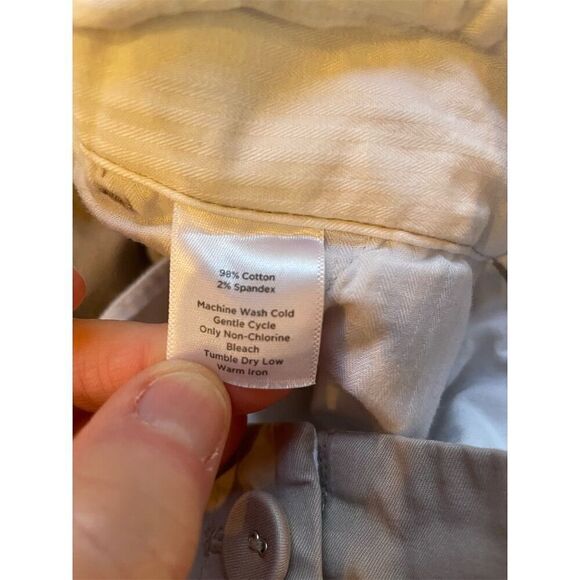 98% Cotton
2% Spandex
Machine Wash Cold
Gentle Cycle
Only Non-Chlorine
Bleach
Tumble Dry Low
Warm Iron